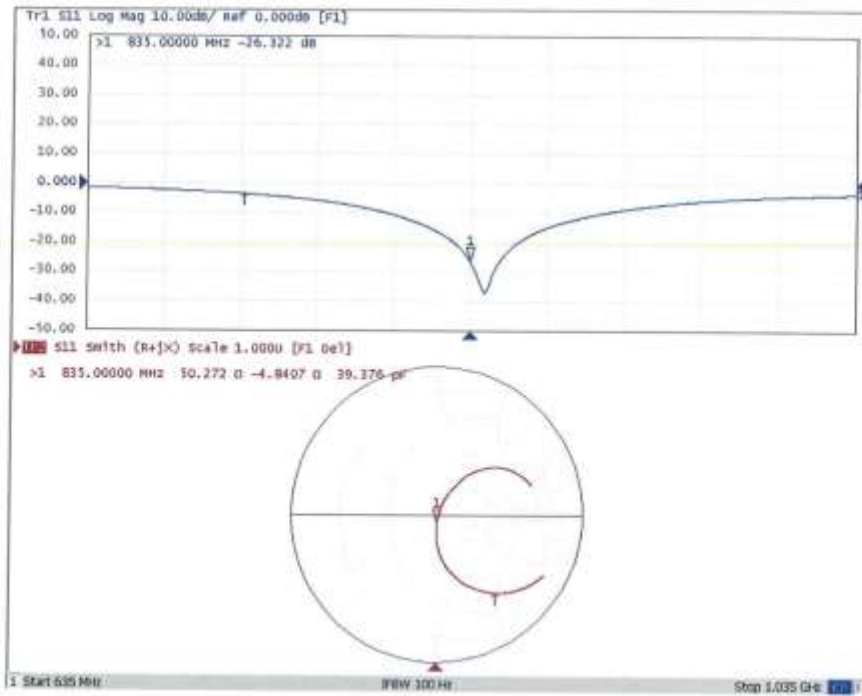 Tr1 S11 Log Mag 10.00dB/ Ref 0.000dB [F1]
50.00
>1 835.00000 MHz -26.322 dB
40.00
30.00
20.00
10.00
0.000
-10.00
-20.00
1
-30.00
-40.00
-50.00
S11 Smith (R+jX) Scale 1.000U [F1 Del]
>1 835.00000 MHz 50.272 Ω -4.8407 Ω 39.376 pF
1
1 Start 635 MHz IFBW 300 Hz Stop 1.035 GHz